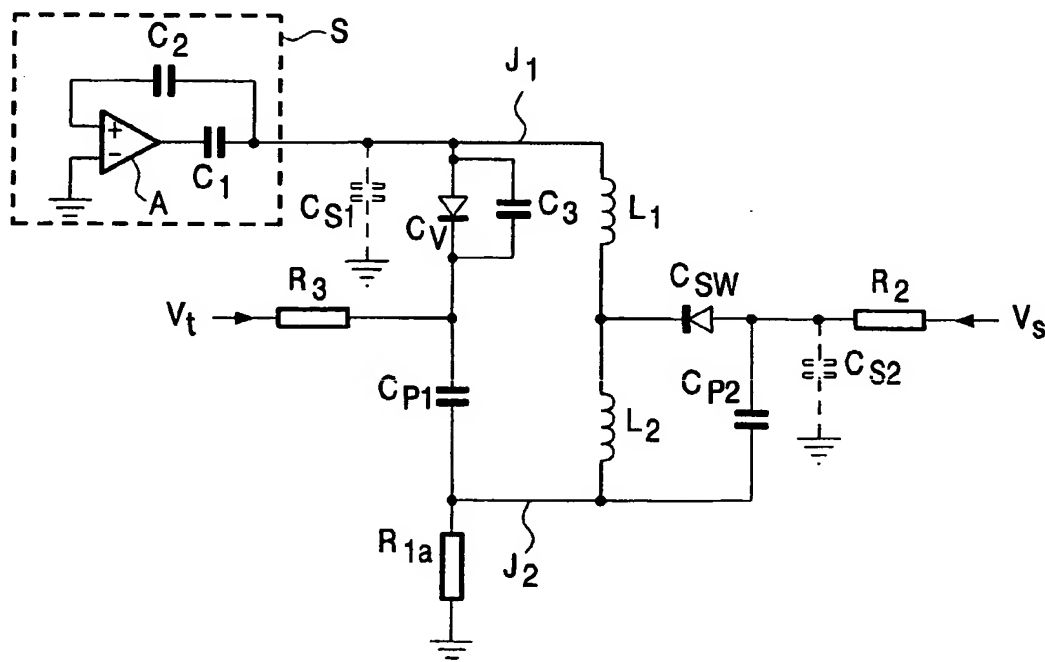 S
C2
+
−
A
C1
J1
CS1
CV
C3
L1
R3
Vt
CSW
R2
Vs
CP1
L2
CP2
CS2
R1a
J2